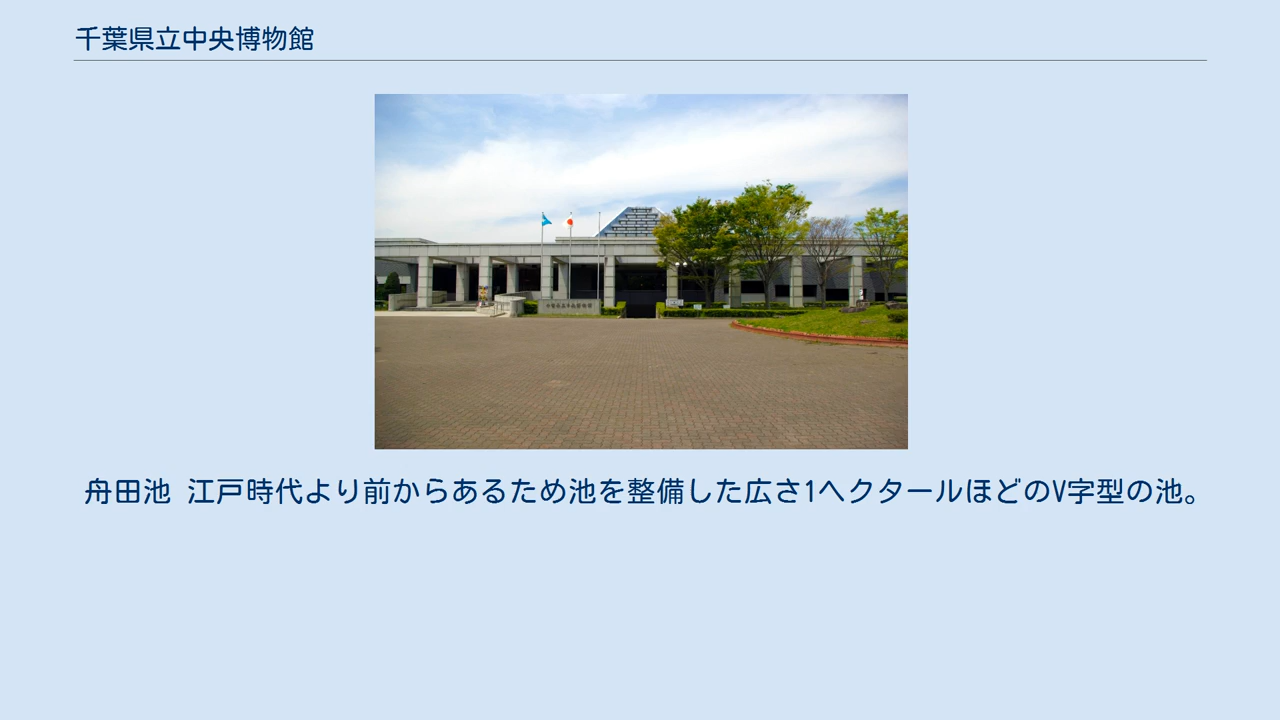 千葉県立中央博物館
舟田池 江戸時代より前からあるため池を整備した広さ1ヘクタールほどのV字型の池。